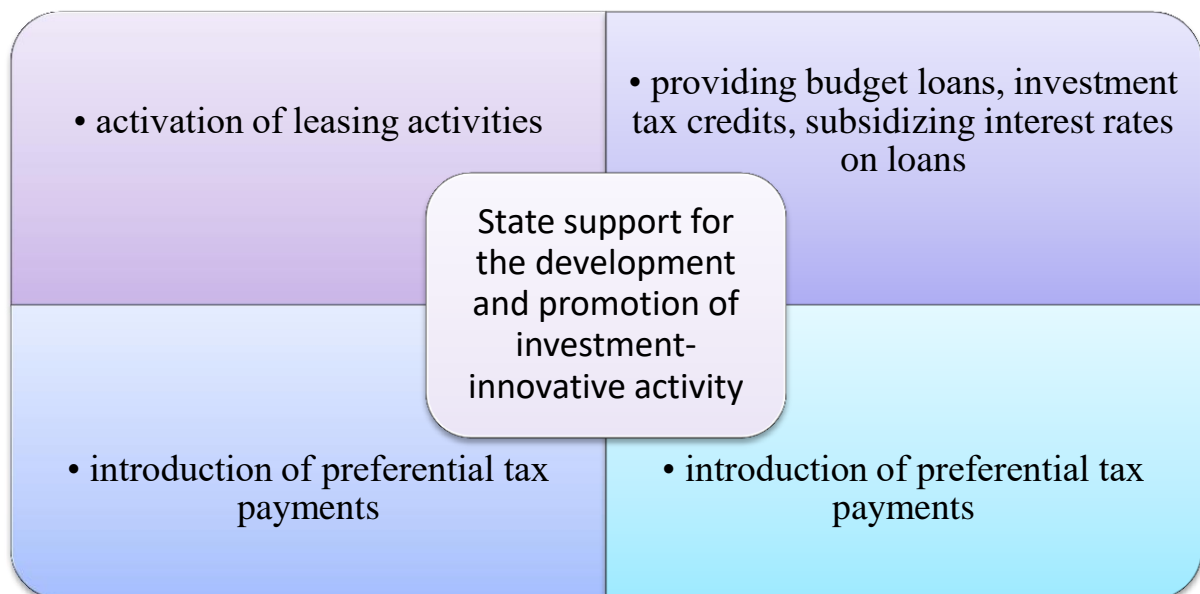 • activation of leasing activities
• providing budget loans, investment
tax credits, subsidizing interest rates
on loans
State support for
the development
and promotion of
investment-
innovative activity
• introduction of preferential tax
payments
• introduction of preferential tax
payments